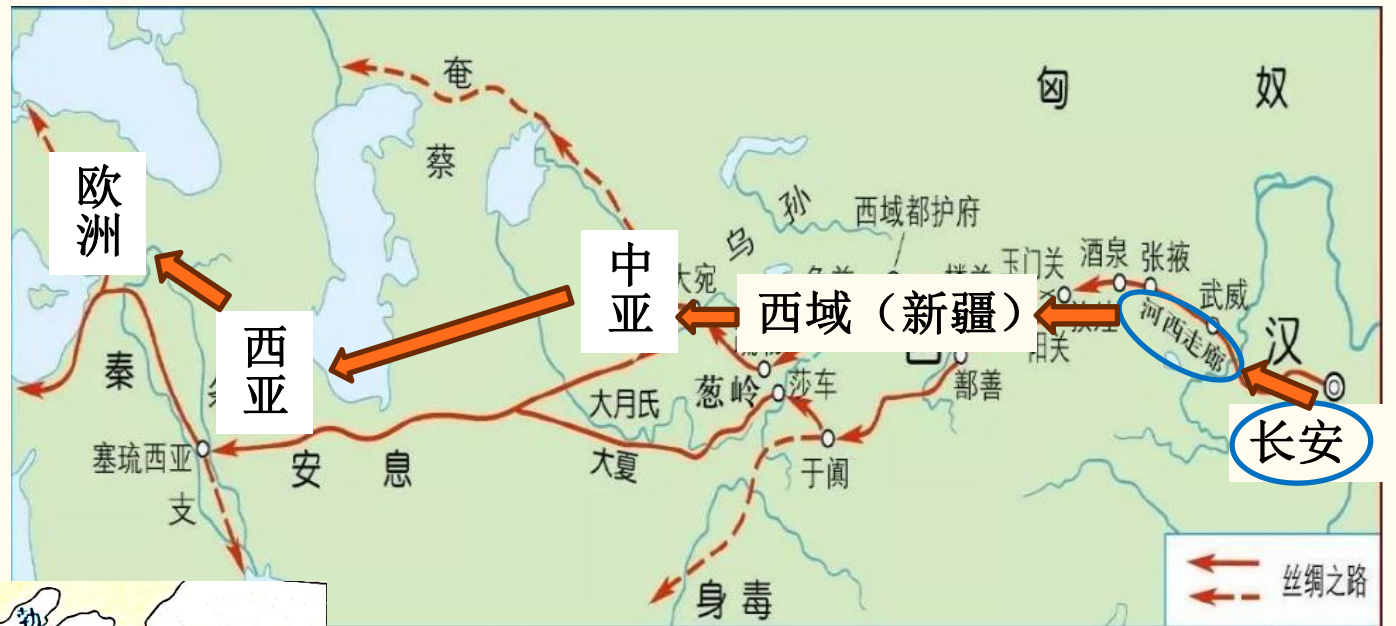 奄
蔡
匈 奴
欧洲
乌 孙
西域都护府
玉门关
酒泉
张掖
武威
中亚
大宛
西域（新疆）
河西走廊
汉
阳关
长安
秦
西亚
大月氏
葱岭
莎车
鄯善
塞琉西亚
安 息
大夏
于阗
支
身毒
丝绸之路
勃